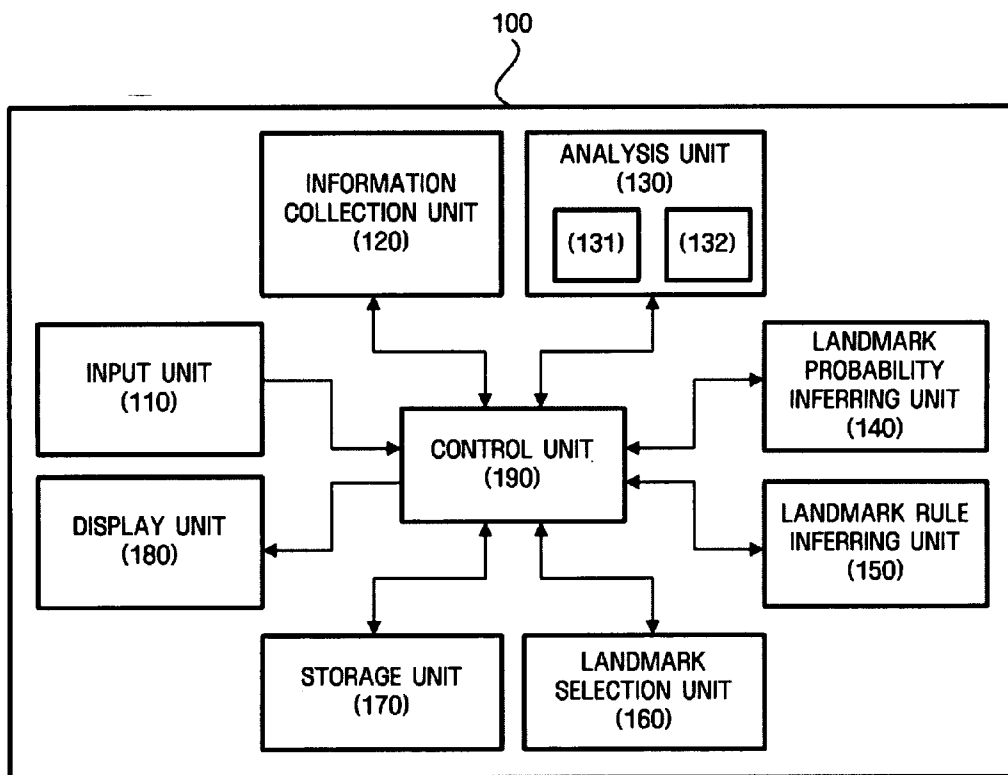 100
INFORMATION
COLLECTION UNIT
(120)
ANALYSIS UNIT
(130)
(131)
(132)
INPUT UNIT
(110)
LANDMARK
PROBABILITY
INFERRING UNIT
(140)
CONTROL UNIT
(190)
DISPLAY UNIT
(180)
LANDMARK RULE
INFERRING UNIT
(150)
STORAGE UNIT
(170)
LANDMARK
SELECTION UNIT
(160)